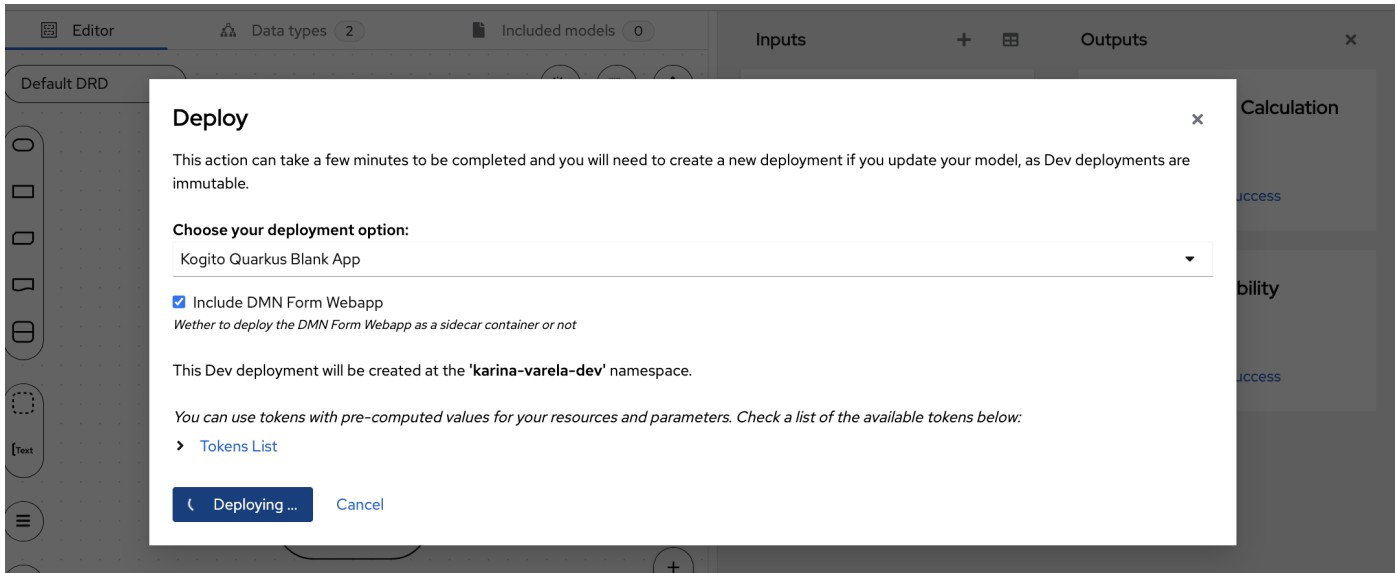 Editor
Data types 2
Included models 0
Inputs
Outputs
Default DRD
Calculation
Deploy
This action can take a few minutes to be completed and you will need to create a new deployment if you update your model, as Dev deployments are
immutable.
uccess
Choose your deployment option:
Kogito Quarkus Blank App
bility
Include DMN Form Webapp
Wether to deploy the DMN Form Webapp as a sidecar container or not
This Dev deployment will be created at the 'karina-varela-dev' namespace.
uccess
You can use tokens with pre-computed values for your resources and parameters. Check a list of the available tokens below:
Tokens List
[Text
Deploying ...
Cancel